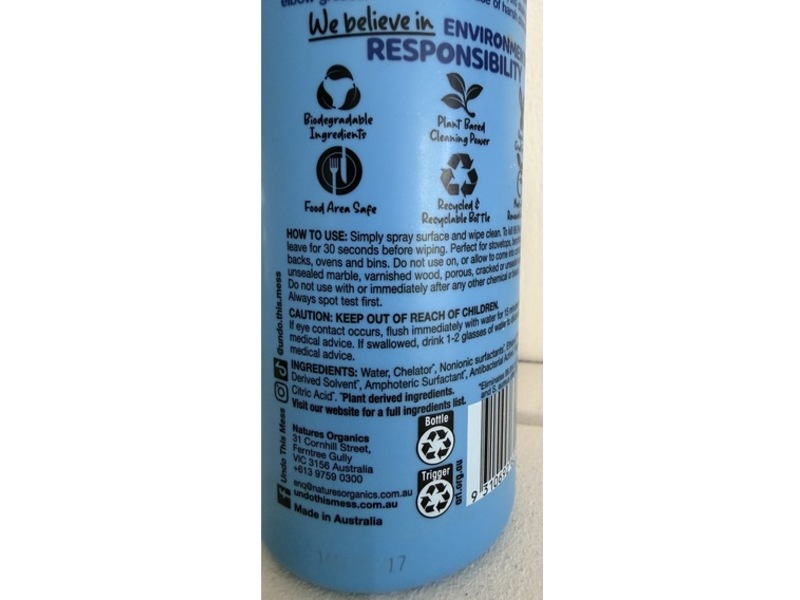 We believe in ENVIRONMEN
RESPONSIBILITY
Biodegradable
Ingredients
Plant Based
Cleaning Power
Food Area Safe
Recycled &
Recyclable Bottle
HOW TO USE: Simply spray surface and wipe clean. To kill
leave for 30 seconds before wiping. Perfect for stovetops,
backs, ovens and bins. Do not use on, or allow to come
unsealed marble, varnished wood, porous, cracked or
Do not use with or immediately after any other chemical or
Always spot test first.
CAUTION: KEEP OUT OF REACH OF CHILDREN.
If eye contact occurs, flush immediately with water for 15
medical advice. If swallowed, drink 1-2 glasses of water
medical advice.
INGREDIENTS: Water, Chelator*, Nonionic surfactants*,
Derived Solvent*, Amphoteric Surfactant*, Antibacterial
Citric Acid*. *Plant derived ingredients.
Visit our website for a full ingredients list.
Natures Organics
31 Cornhill Street,
Ferntree Gully
VIC 3156 Australia
+613 9759 0300
enq@naturesorganics.com.au
undothismess.com.au
Made in Australia
Undo This Mess
@undo.this.mess
Bottle
Trigger
arl.org.au
17